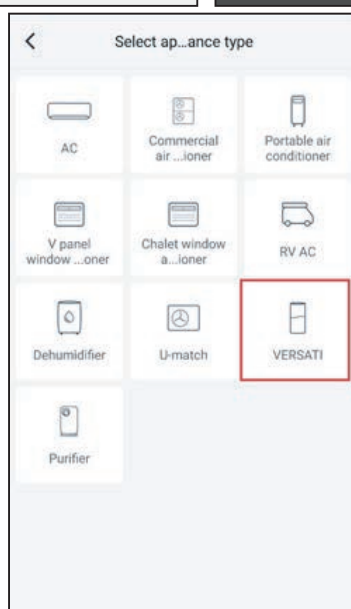 Select ap...ance type
AC
Commercial
air ...ioner
Portable air
conditioner
V panel
window ...oner
Chalet window
a...ioner
RV AC
Dehumidifier
U-match
VERSATI
Purifier